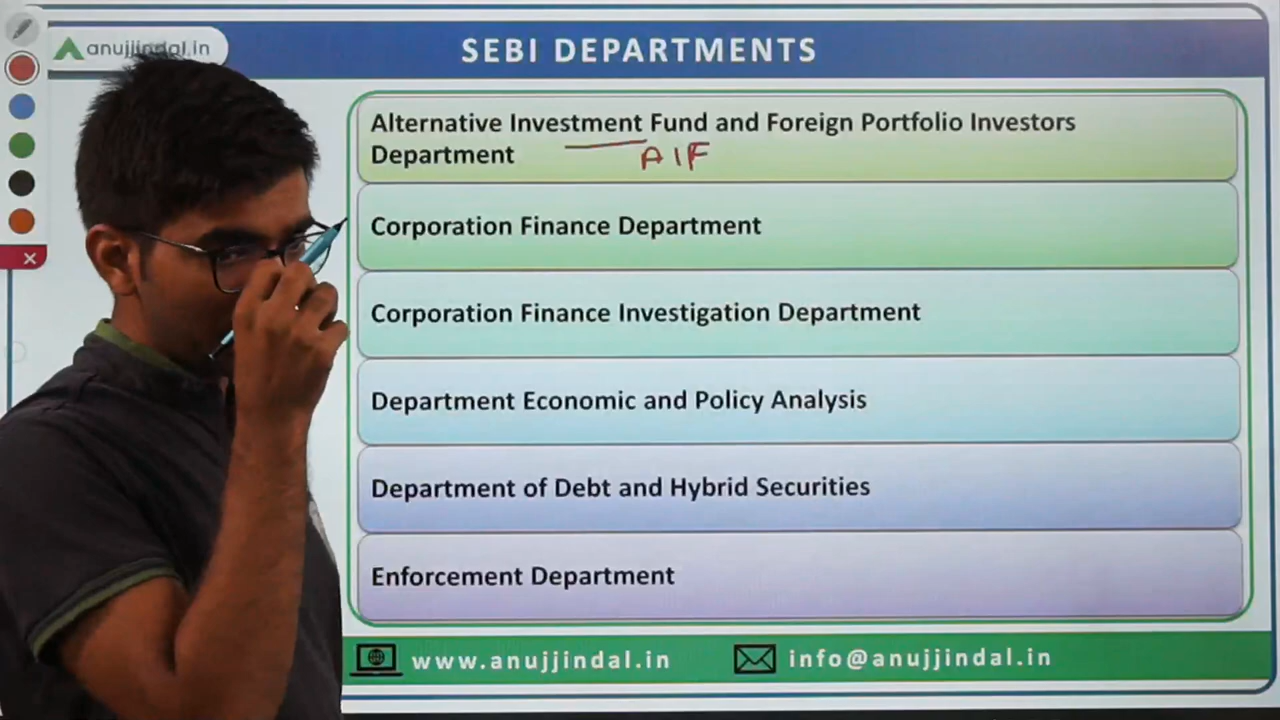 anujjindal.in
SEBI DEPARTMENTS
Alternative Investment Fund and Foreign Portfolio Investors
Department
AIF
Corporation Finance Department
Corporation Finance Investigation Department
Department Economic and Policy Analysis
Department of Debt and Hybrid Securities
Enforcement Department
www.anujjindal.in
info@anujjindal.in